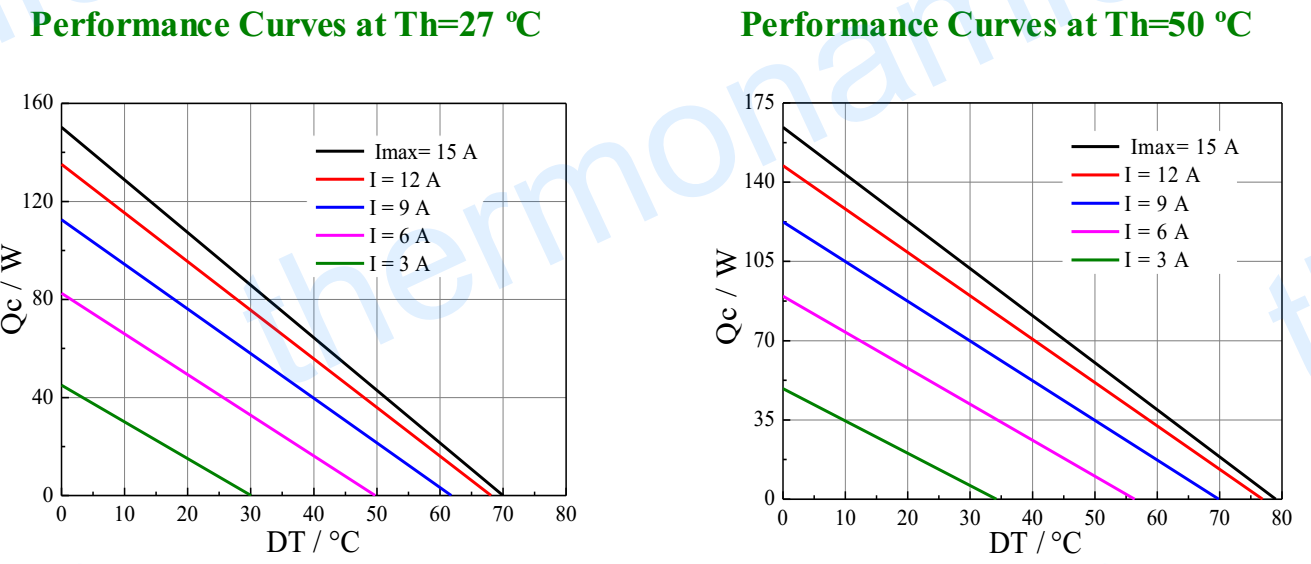 Performance Curves at Th=27 ºC
160
120
80
40
0
Qc / W
Imax= 15 A
I = 12 A
I = 9 A
I = 6 A
I = 3 A
0 10 20 30 40 50 60 70 80
DT / °C
Performance Curves at Th=50 ºC
175
140
105
70
35
0
Qc / W
Imax= 15 A
I = 12 A
I = 9 A
I = 6 A
I = 3 A
0 10 20 30 40 50 60 70 80
DT / °C
thermonamic